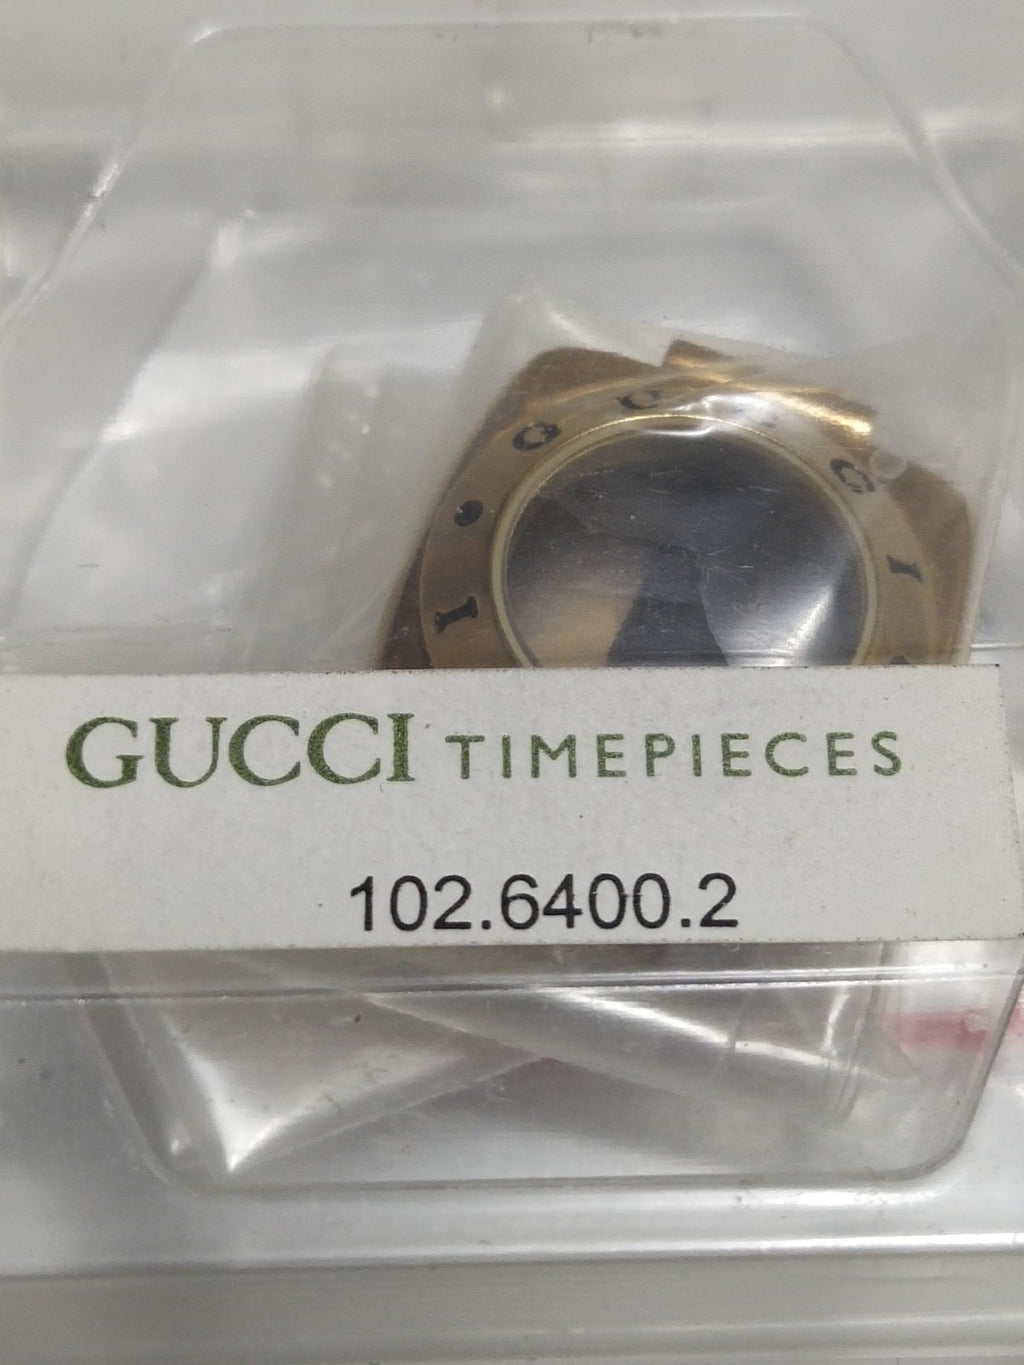 G U C C I
I
GUCCI TIMEPIECES
102.6400.2